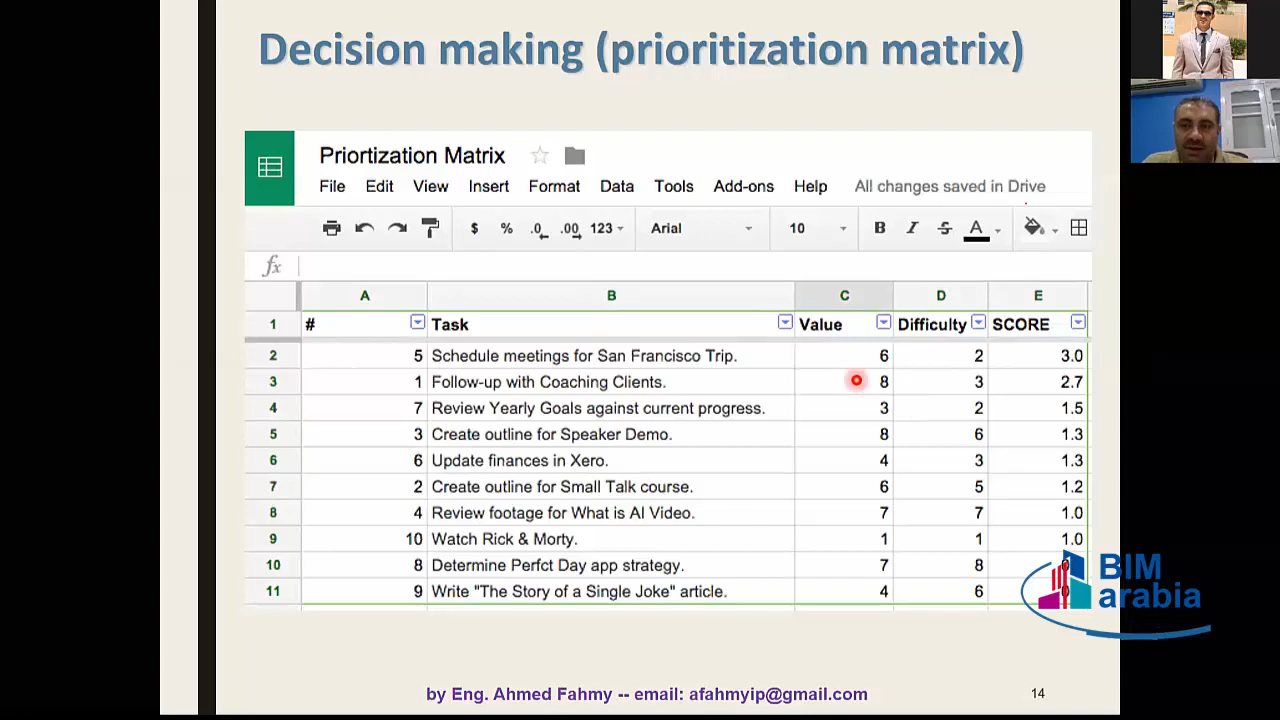 Decision making (prioritization matrix)
Priortization Matrix
File Edit View Insert Format Data Tools Add-ons Help All changes saved in Drive
$ % .0 .00 123 Arial 10 B I S A
fx
A B C D E
1 # Task Value Difficulty SCORE
2 5 Schedule meetings for San Francisco Trip. 6 2 3.0
3 1 Follow-up with Coaching Clients. 8 3 2.7
4 7 Review Yearly Goals against current progress. 3 2 1.5
5 3 Create outline for Speaker Demo. 8 6 1.3
6 6 Update finances in Xero. 4 3 1.3
7 2 Create outline for Small Talk course. 6 5 1.2
8 4 Review footage for What is AI Video. 7 7 1.0
9 10 Watch Rick & Morty. 1 1 1.0
10 8 Determine Perfct Day app strategy. 7 8
11 9 Write "The Story of a Single Joke" article. 4 6
BIM
arabia
by Eng. Ahmed Fahmy -- email: afahmyip@gmail.com
14